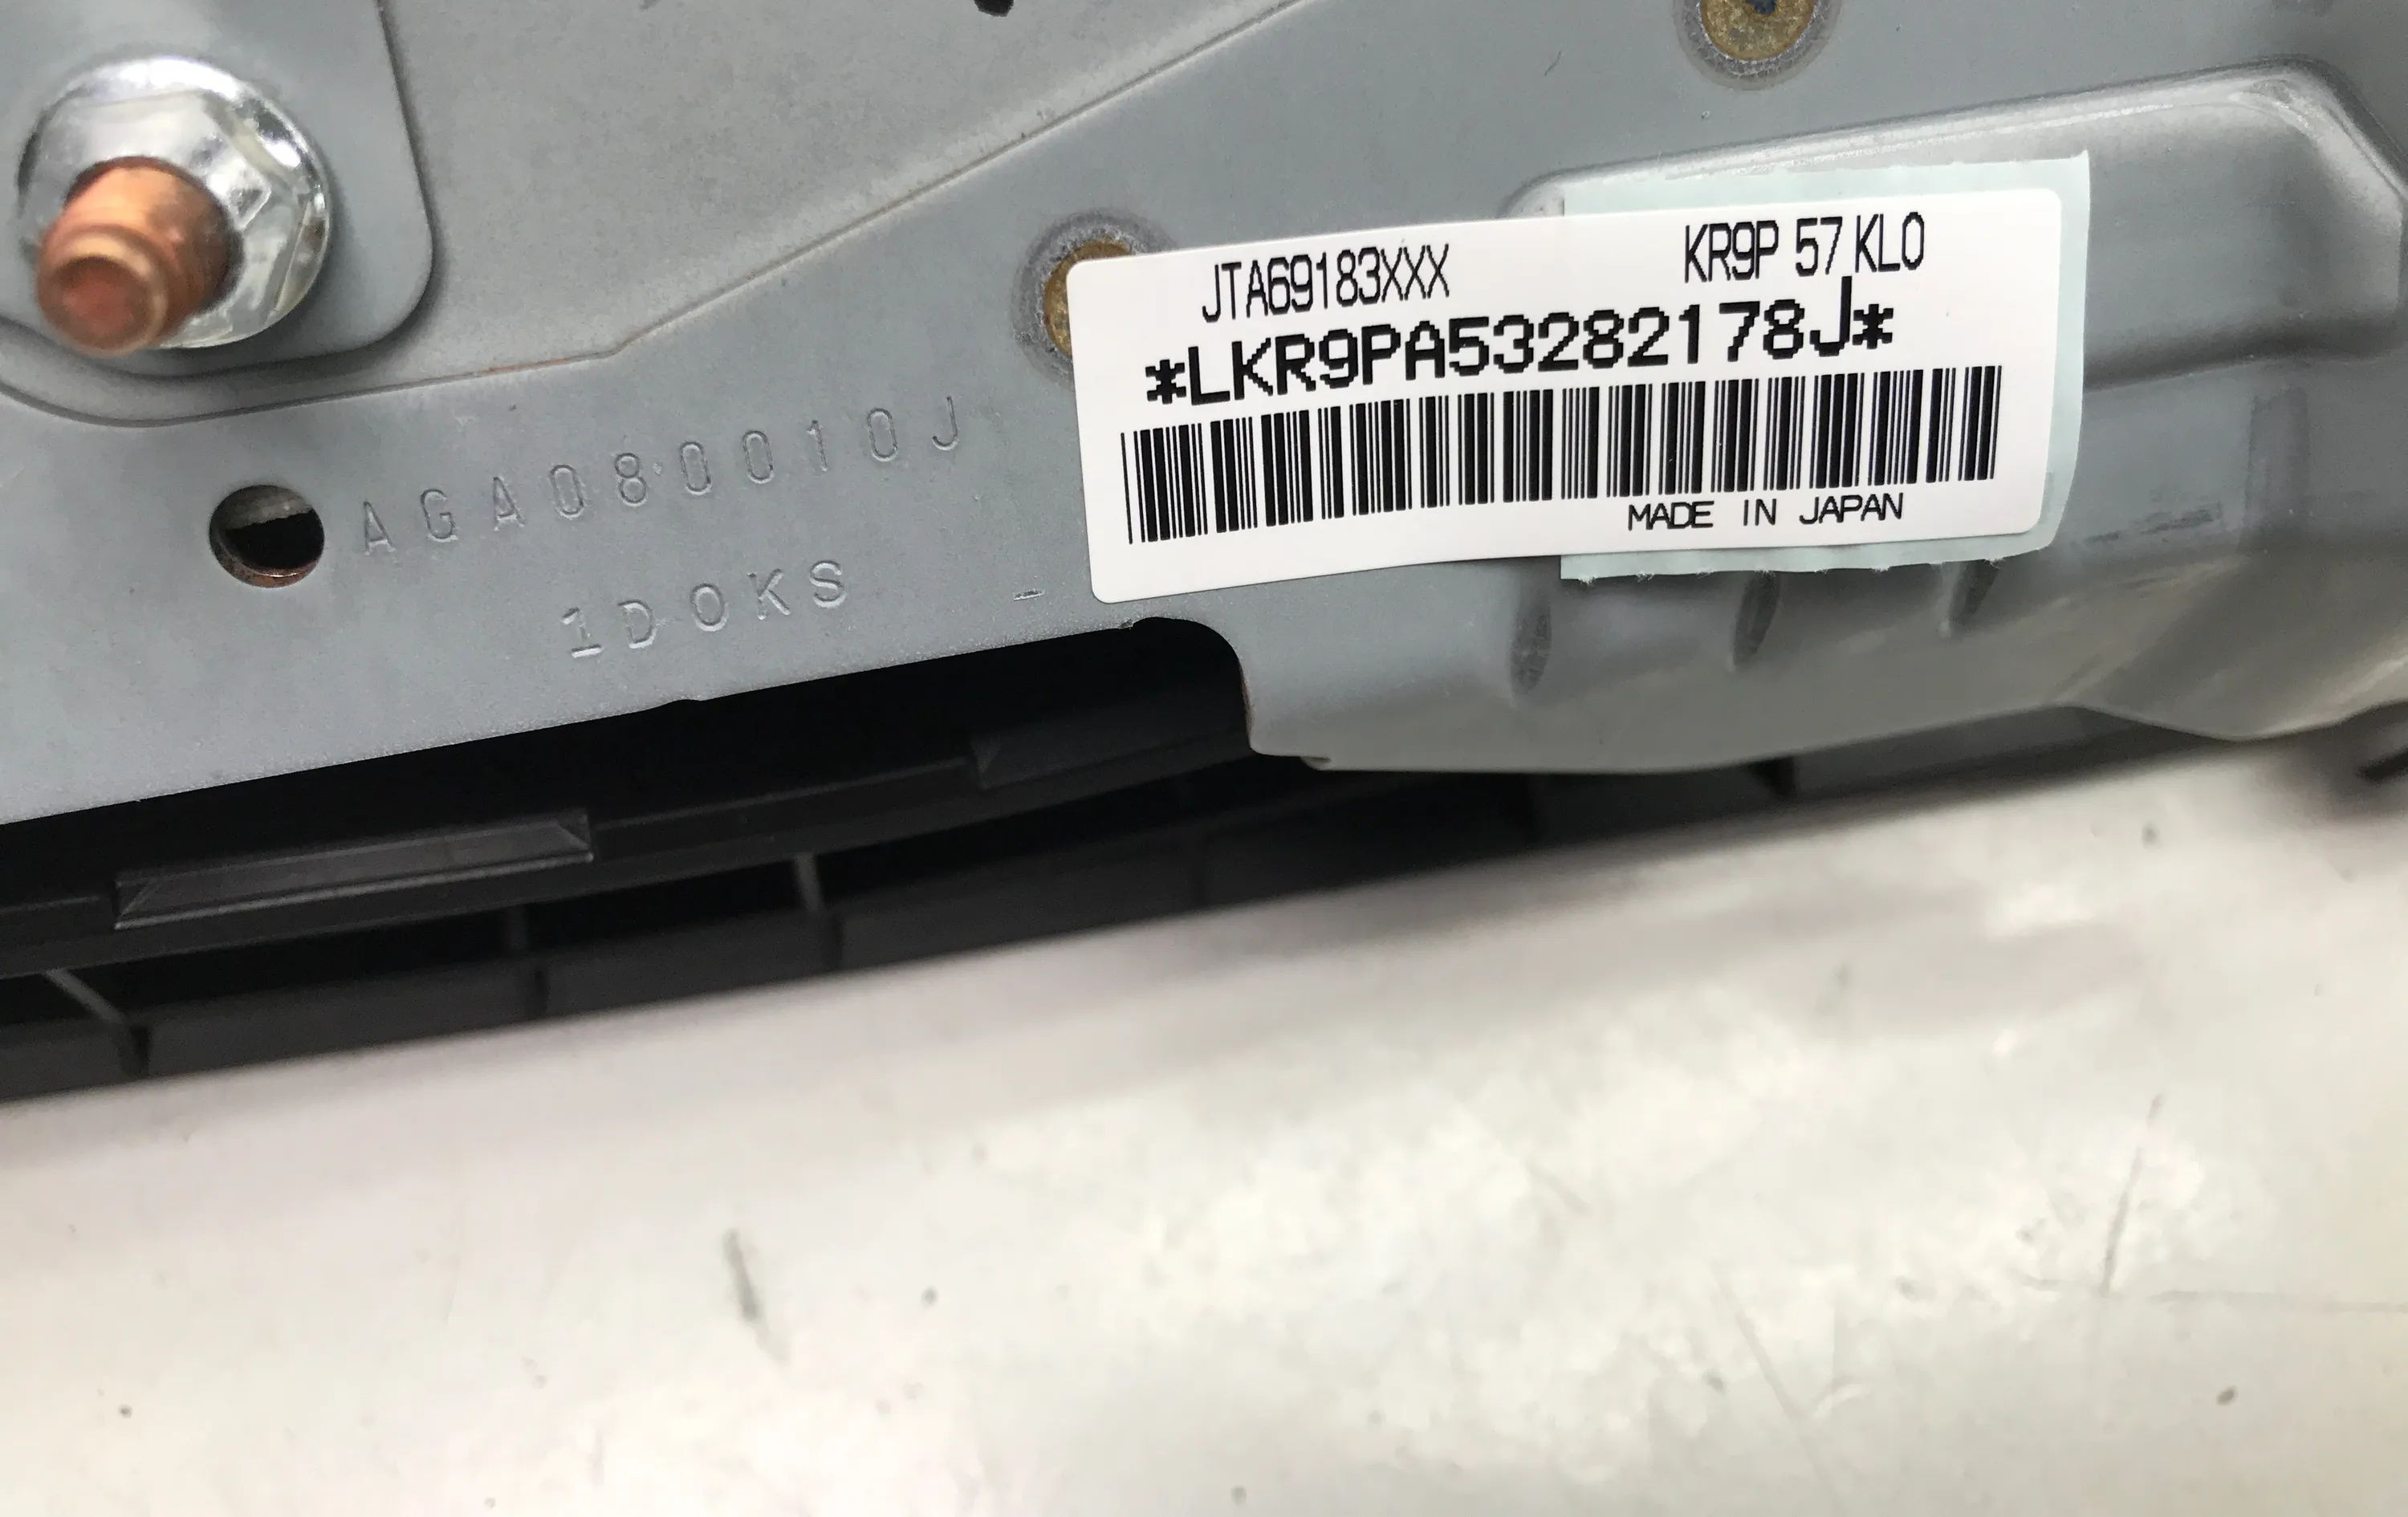 JTA69183XXX KR9P 57 KL0
*LKR9PA53282178J*
MADE IN JAPAN
AGA080010J
1DOKS